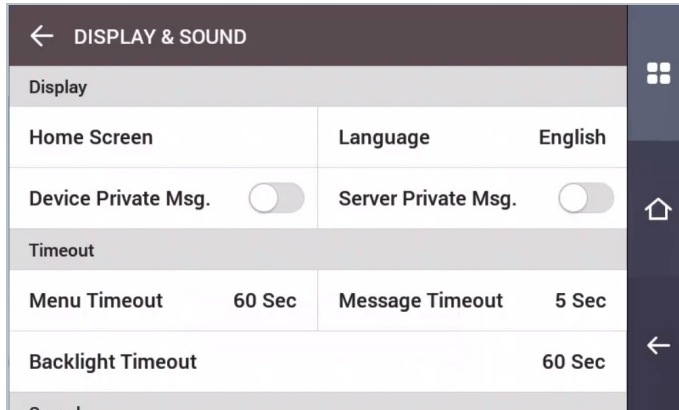 DISPLAY & SOUND
Display
Home Screen
Language English
Device Private Msg.
Server Private Msg.
Timeout
Menu Timeout 60 Sec
Message Timeout 5 Sec
Backlight Timeout 60 Sec